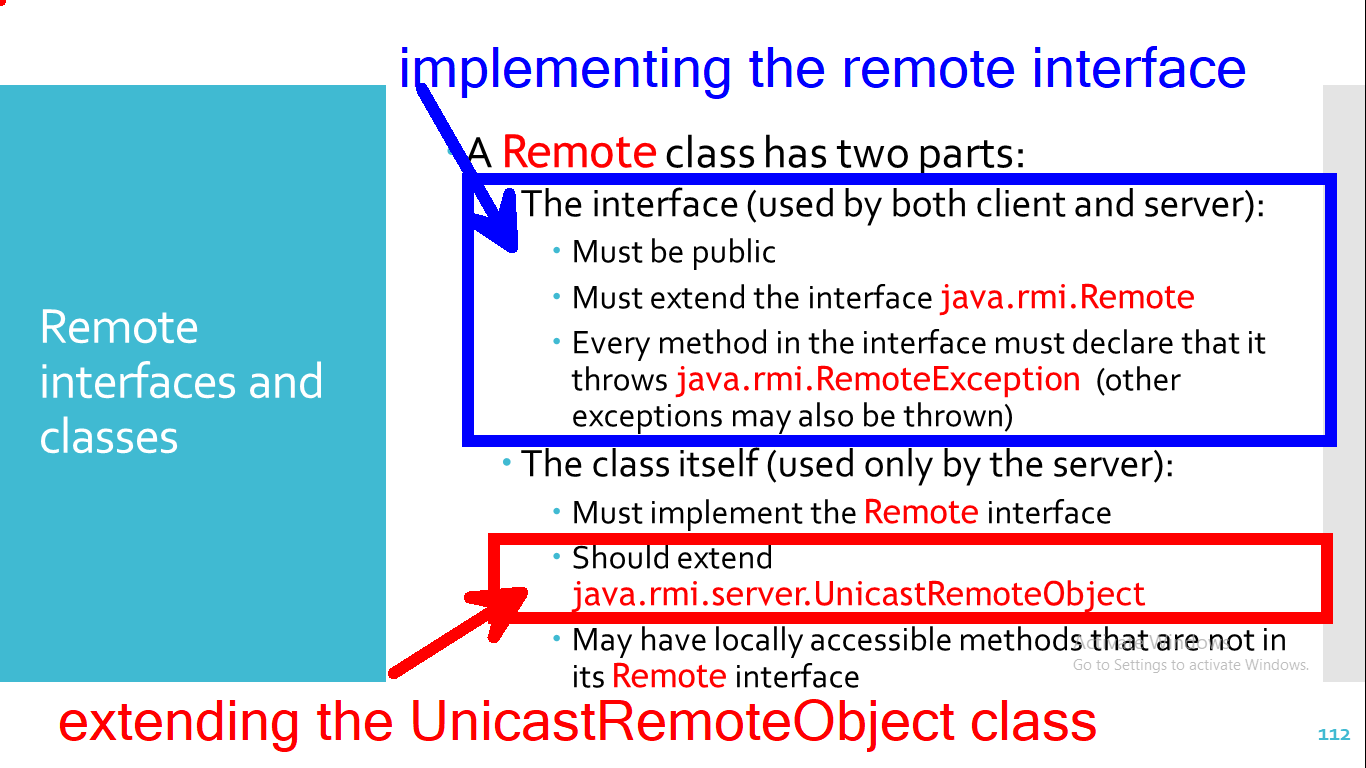 implementing the remote interface
A Remote class has two parts:
The interface (used by both client and server):
Must be public
Must extend the interface java.rmi.Remote
Every method in the interface must declare that it
throws java.rmi.RemoteException (other
exceptions may also be thrown)
The class itself (used only by the server):
Must implement the Remote interface
Should extend
java.rmi.server.UnicastRemoteObject
May have locally accessible methods that are not in
its Remote interface
Remote
interfaces and
classes
Activate Windows
Go to Settings to activate Windows.
extending the UnicastRemoteObject class
112